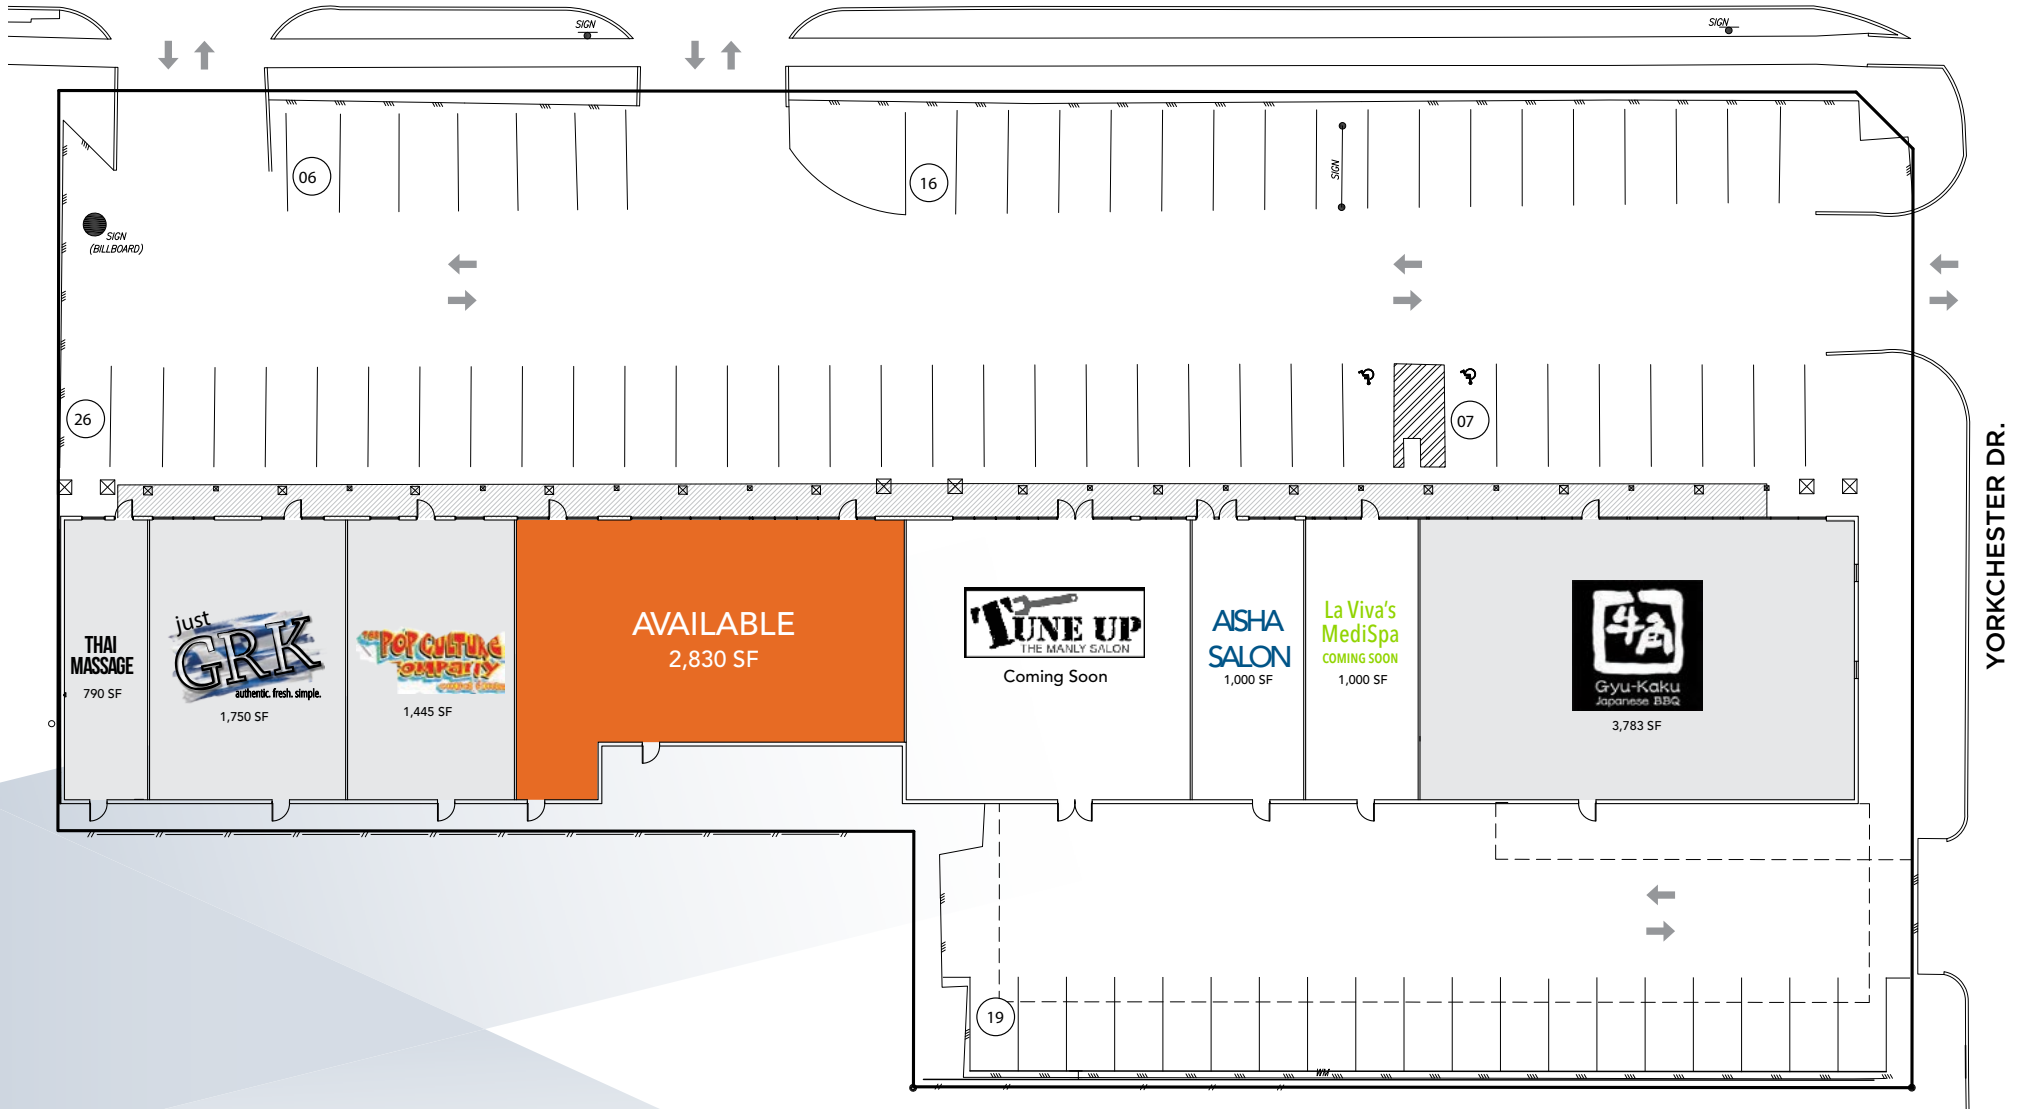 SIGN
SIGN
06
16
SIGN
SIGN
(BILLBOARD)
26
07
YORKCHESTER DR.
THAI
MASSAGE
790 SF
just
GRK
authentic. fresh. simple.
1,750 SF
THE
POP CULTURE
COMPANY
1,445 SF
AVAILABLE
2,830 SF
TUNE UP
THE MANLY SALON
Coming Soon
AISHA
SALON
1,000 SF
La Viva's
MediSpa
COMING SOON
1,000 SF
牛角
Gyu-Kaku
Japanese BBQ
3,783 SF
19
WM